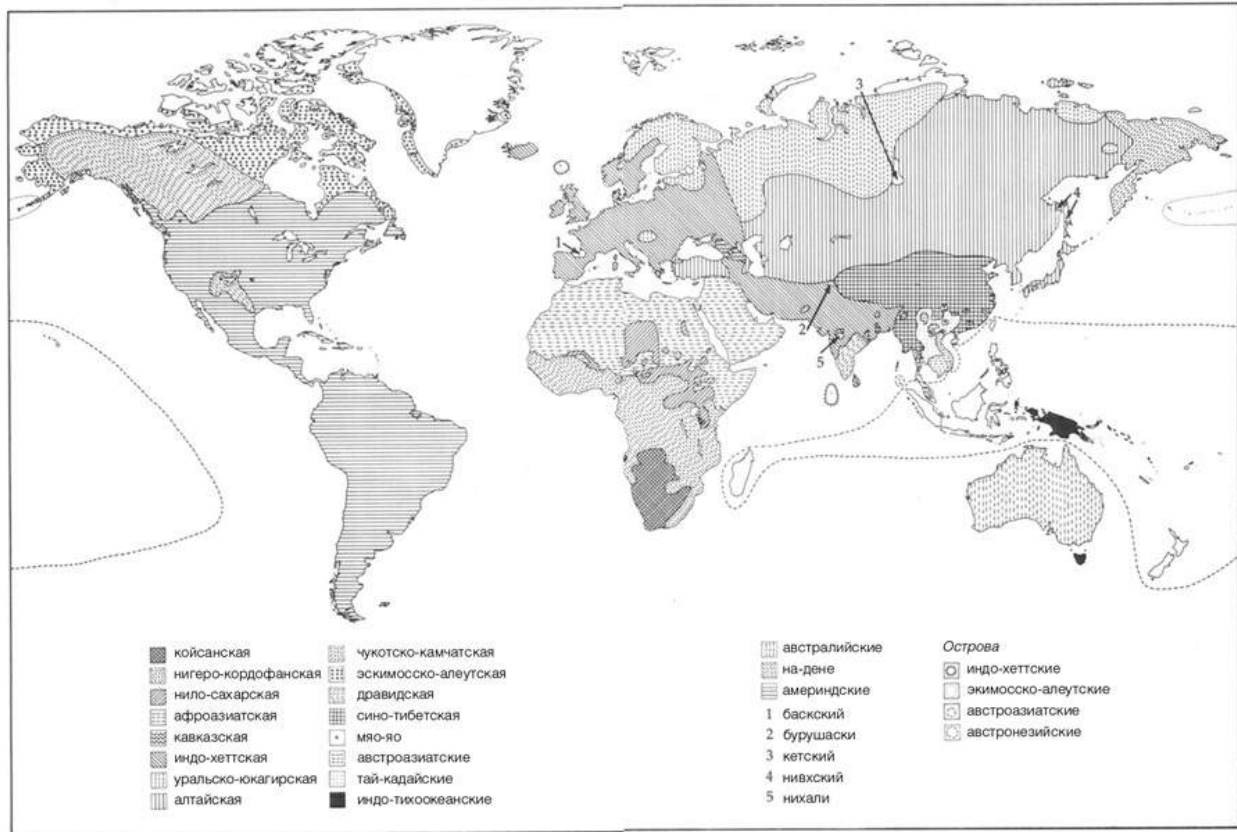 3
4
1
2
5
койсанская
нигеро-кордофанская
нило-сахарская
афроазиатская
кавказская
индо-хеттская
уральско-юкагирская
алтайская
чукотско-камчатская
эскимосско-алеутская
дравидская
сино-тибетская
мяо-яо
австроазиатские
тай-кадайские
индо-тихоокеанские
австралийские
на-дене
америндские
1 баскский
2 бурушаски
3 кетский
4 нивхский
5 нихали
Острова
индо-хеттские
экимосско-алеутские
австроазиатские
австронезийские